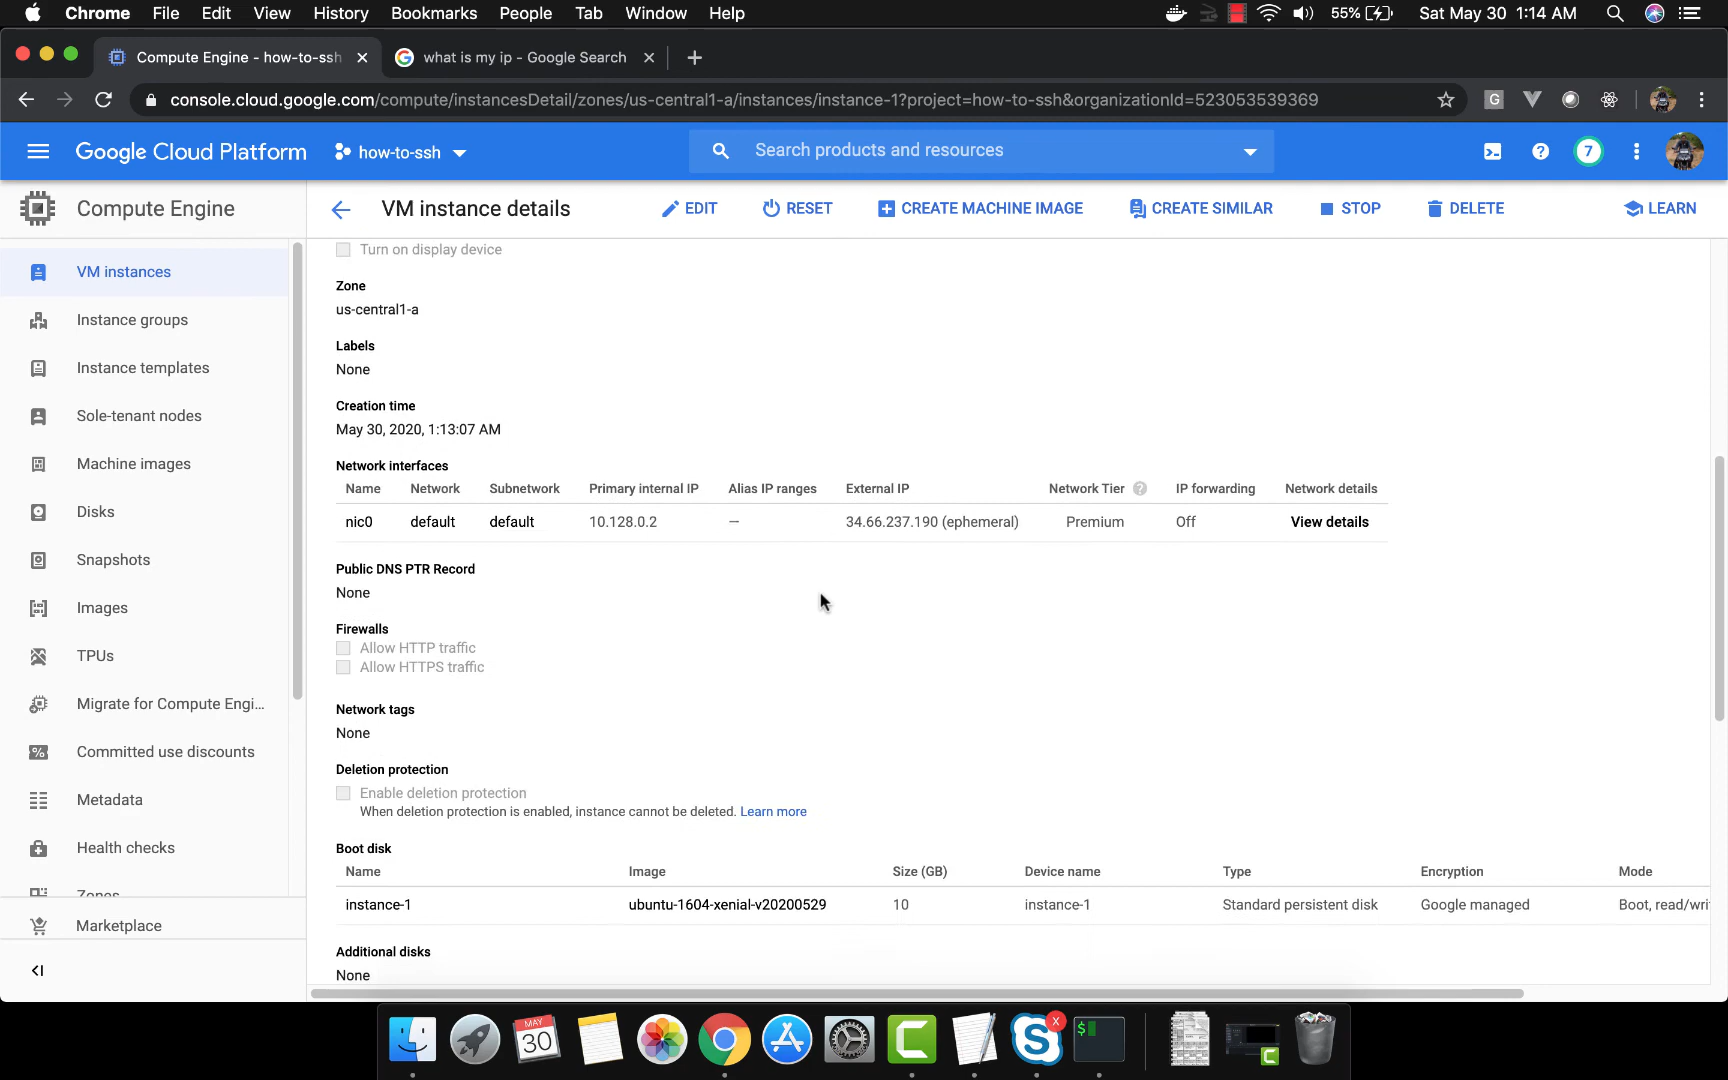 Chrome File Edit View History Bookmarks People Tab Window Help 55% Sat May 30 1:14 AM
Compute Engine - how-to-ssh what is my ip - Google Search
console.cloud.google.com/compute/instancesDetail/zones/us-central1-a/instances/instance-1?project=how-to-ssh&organizationId=523053539369
Google Cloud Platform how-to-ssh Search products and resources 7
Compute Engine VM instance details EDIT RESET CREATE MACHINE IMAGE CREATE SIMILAR STOP DELETE LEARN
VM instances
Instance groups
Instance templates
Sole-tenant nodes
Machine images
Disks
Snapshots
Images
TPUs
Migrate for Compute Engi...
Committed use discounts
Metadata
Health checks
Zones
Marketplace
Turn on display device
Zone
us-central1-a
Labels
None
Creation time
May 30, 2020, 1:13:07 AM
Network interfaces
Name Network Subnetwork Primary internal IP Alias IP ranges External IP Network Tier ? IP forwarding Network details
nic0 default default 10.128.0.2 — 34.66.237.190 (ephemeral) Premium Off View details
Public DNS PTR Record
None
Firewalls
Allow HTTP traffic
Allow HTTPS traffic
Network tags
None
Deletion protection
Enable deletion protection
When deletion protection is enabled, instance cannot be deleted. Learn more
Boot disk
Name Image Size (GB) Device name Type Encryption Mode
instance-1 ubuntu-1604-xenial-v20200529 10 instance-1 Standard persistent disk Google managed Boot, read/wri
Additional disks
None
MAY
30
$